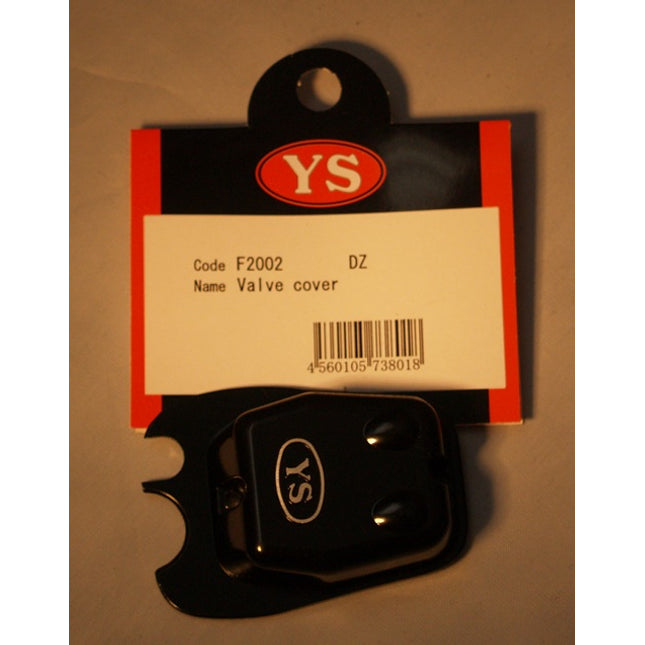 YS
Code F2002 DZ
Name Valve cover
4 560105 738018
YS